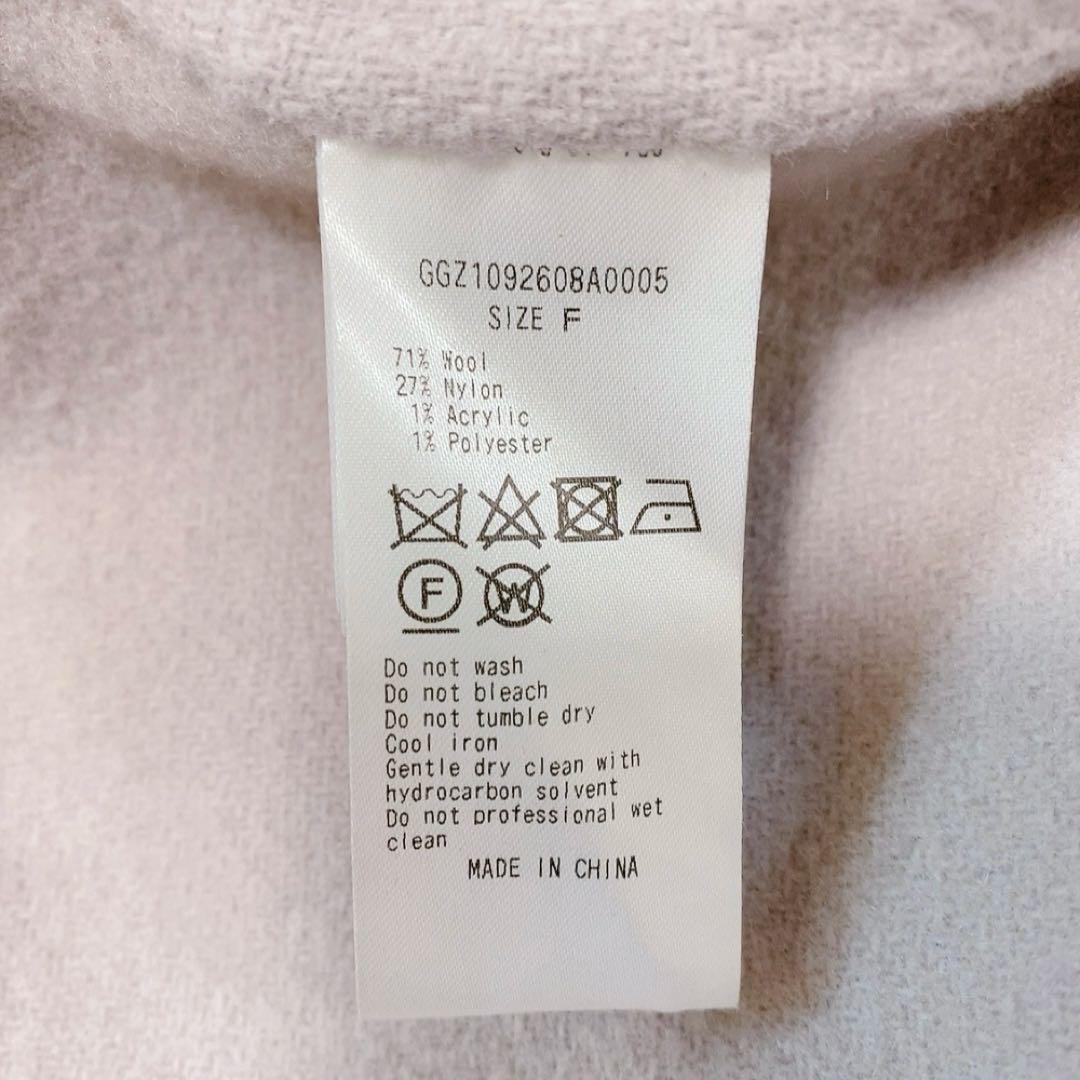 GGZ1092608A0005
SIZE F
71% Wool
27% Nylon
1% Acrylic
1% Polyester
F
W
Do not wash
Do not bleach
Do not tumble dry
Cool iron
Gentle dry clean with
hydrocarbon solvent
Do not professional wet
clean
MADE IN CHINA